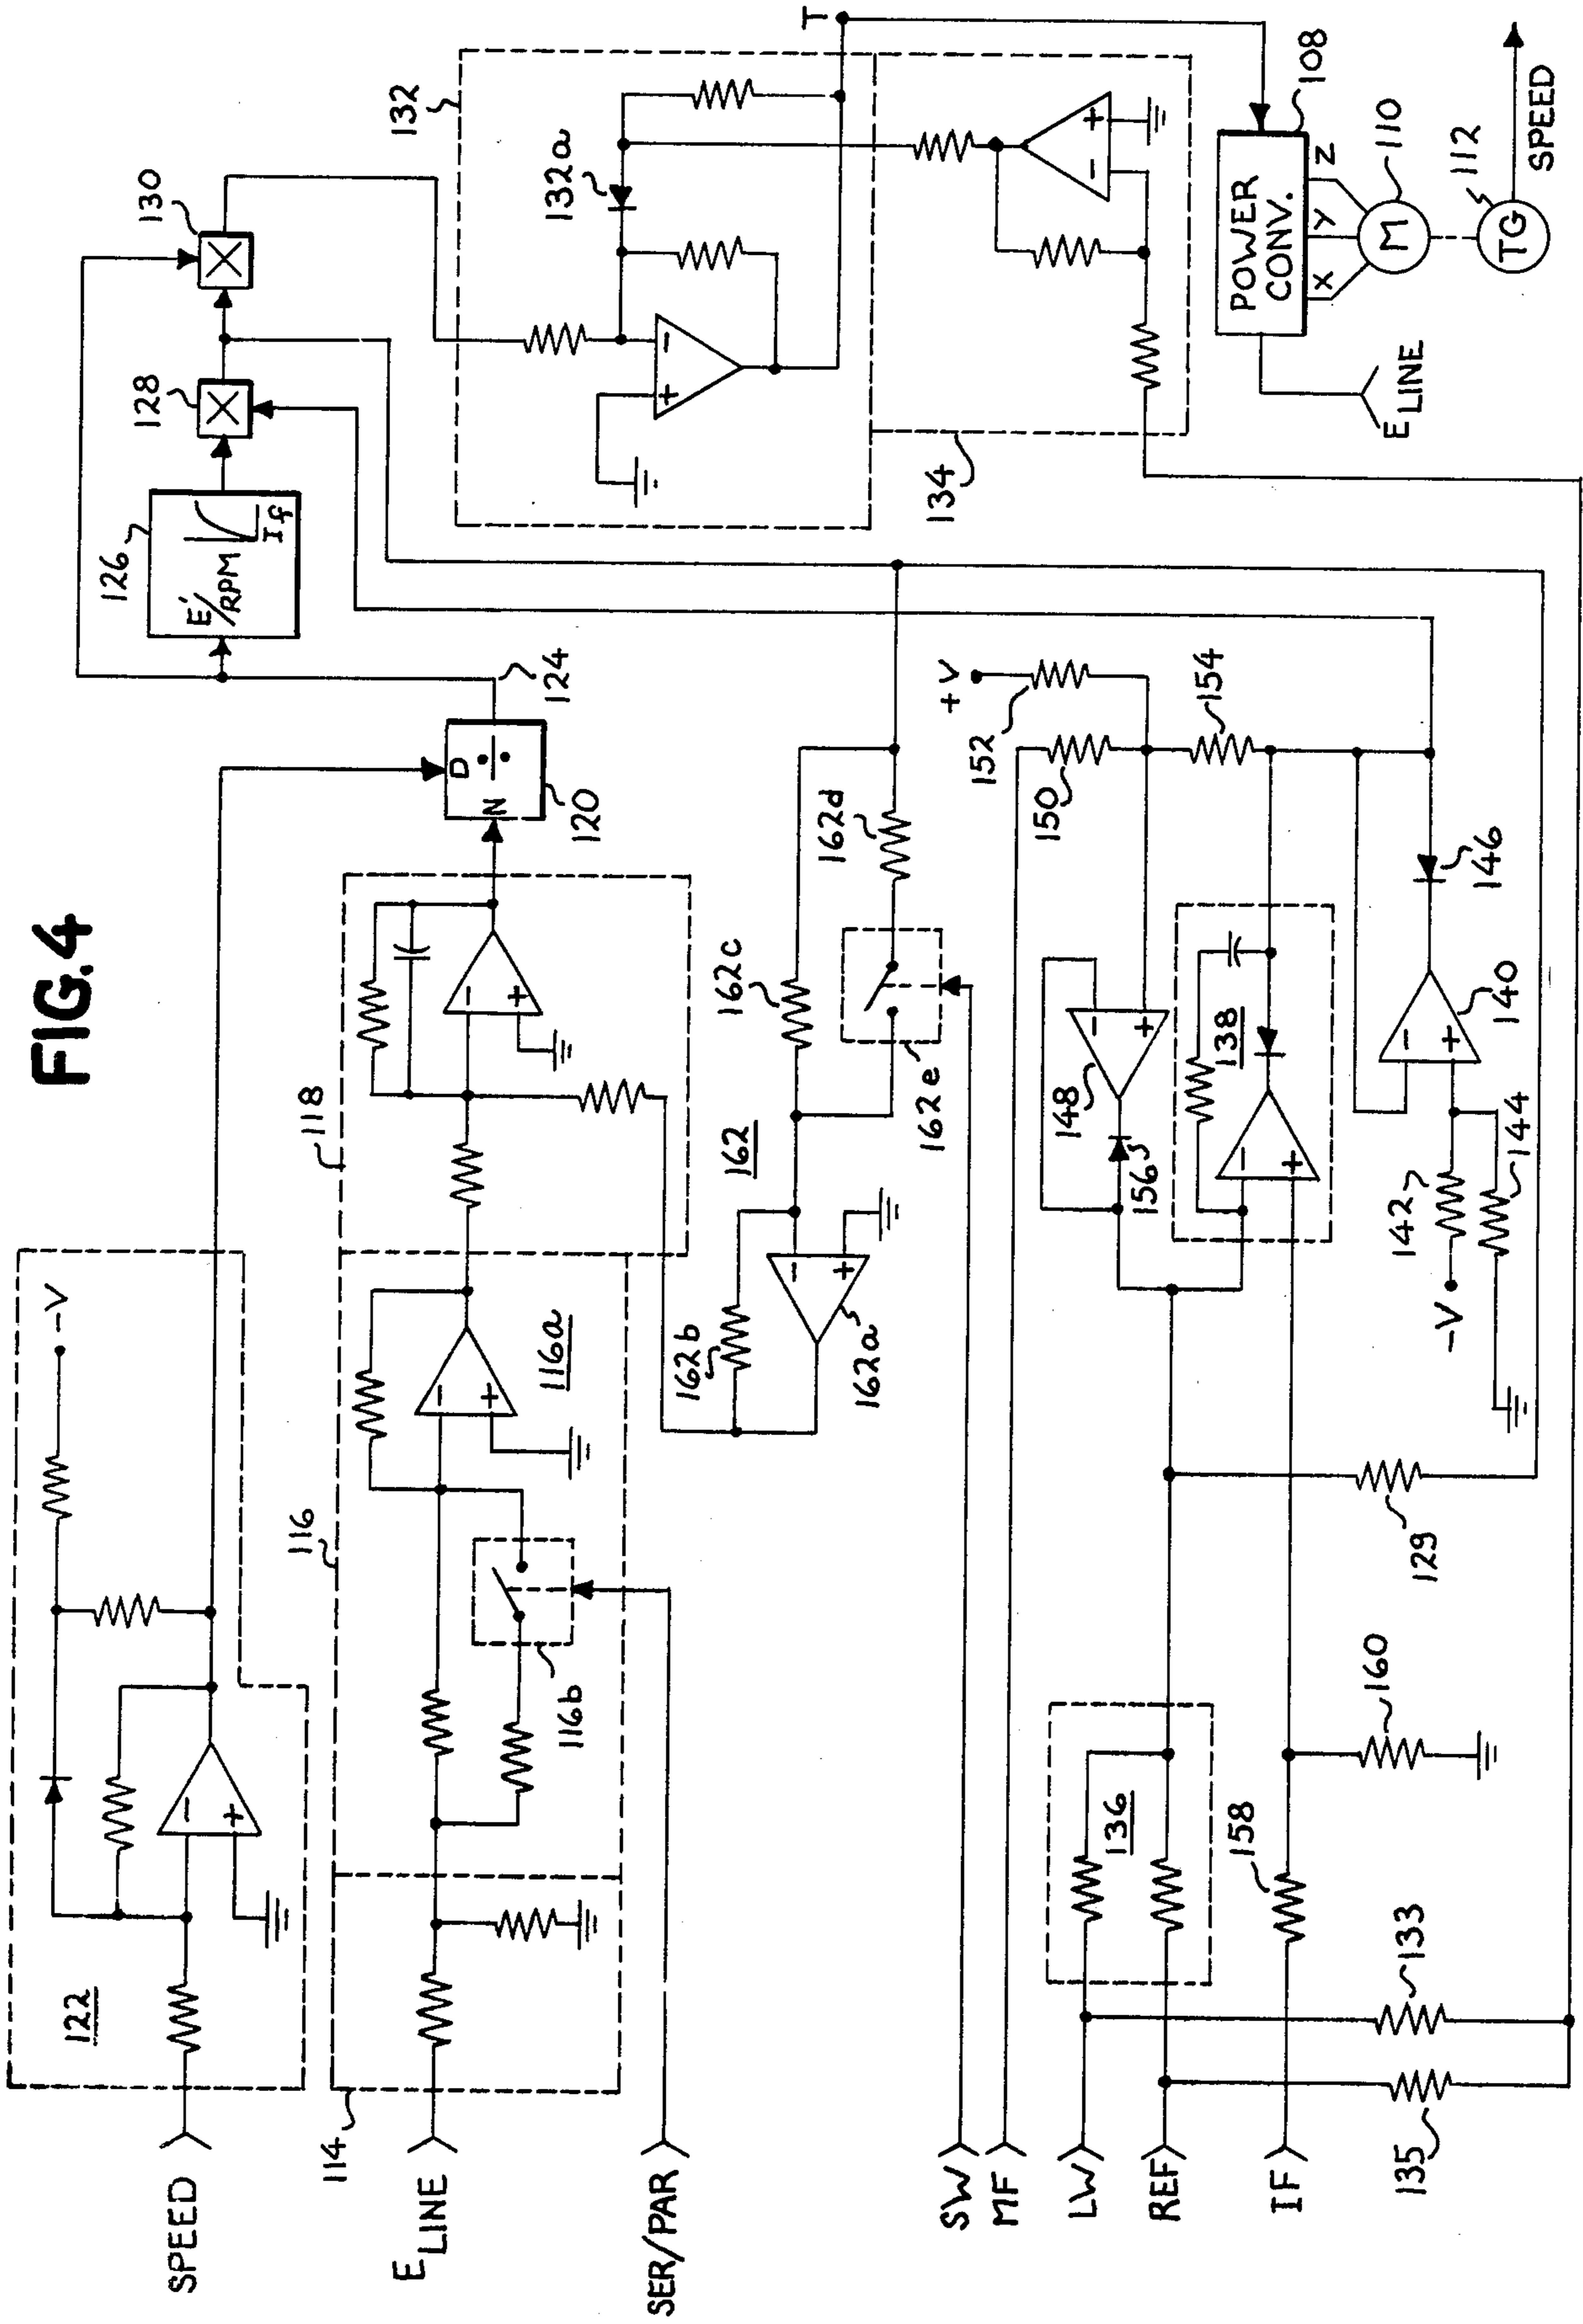 FIG. 4
SPEED
122
-V
E LINE
114
116
116a
116b
118
SER/PAR
120
N
D
÷
124
126
E'/RPM
If
128
130
132
132a
134
T
POWER CONV.
108
X
Y
Z
M
110
TG
112
SPEED
E LINE
162
162a
162b
162c
162d
162e
SW
MF
LW
REF
IF
136
158
160
133
135
129
138
140
142
144
-V
146
148
150
152
+V
154
156